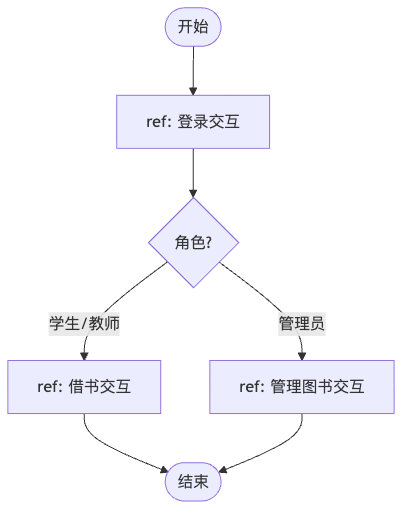 开始
ref: 登录交互
角色?
学生/教师
管理员
ref: 借书交互
ref: 管理图书交互
结束